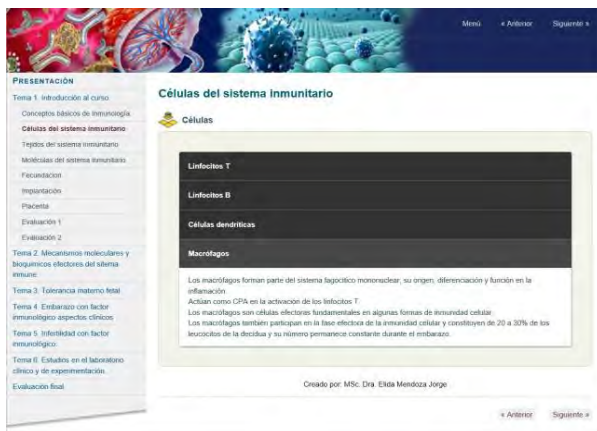 Menú « Anterior Siguiente »
PRESENTACIÓN
Tema 1. Introducción al curso
Conceptos básicos de Inmunología
Células del sistema inmunitario
Tejidos del sistema inmunitario
Moléculas del sistema inmunitario
Fecundación
Implantación
Placenta
Evaluación 1
Evaluación 2
Tema 2. Mecanismos moleculares y
bioquímicos efectores del sitema
inmune
Tema 3. Tolerancia materno fetal
Tema 4. Embarazo con factor
inmunológico aspectos clínicos
Tema 5. Infertilidad con factor
inmunológico.
Tema 6. Estudios en el laboratorio
clínico y de experimentación.
Evaluación final
Células del sistema inmunitario
Células
Linfocitos T
Linfocitos B
Células dendríticas
Macrófagos
Los macrófagos forman parte del sistema fagocítico mononuclear, su origen, diferenciación y función en la
inflamación.
Actúan como CPA en la activación de los linfocitos T.
Los macrófagos son células efectoras fundamentales en algunas formas de inmunidad celular.
Los macrófagos también participan en la fase efectora de la inmunidad celular y constituyen de 20 a 30% de los
leucocitos de la decidua y su número permanece constante durante el embarazo.
Creado por: MSc. Dra. Elida Mendoza Jorge
« Anterior Siguiente »